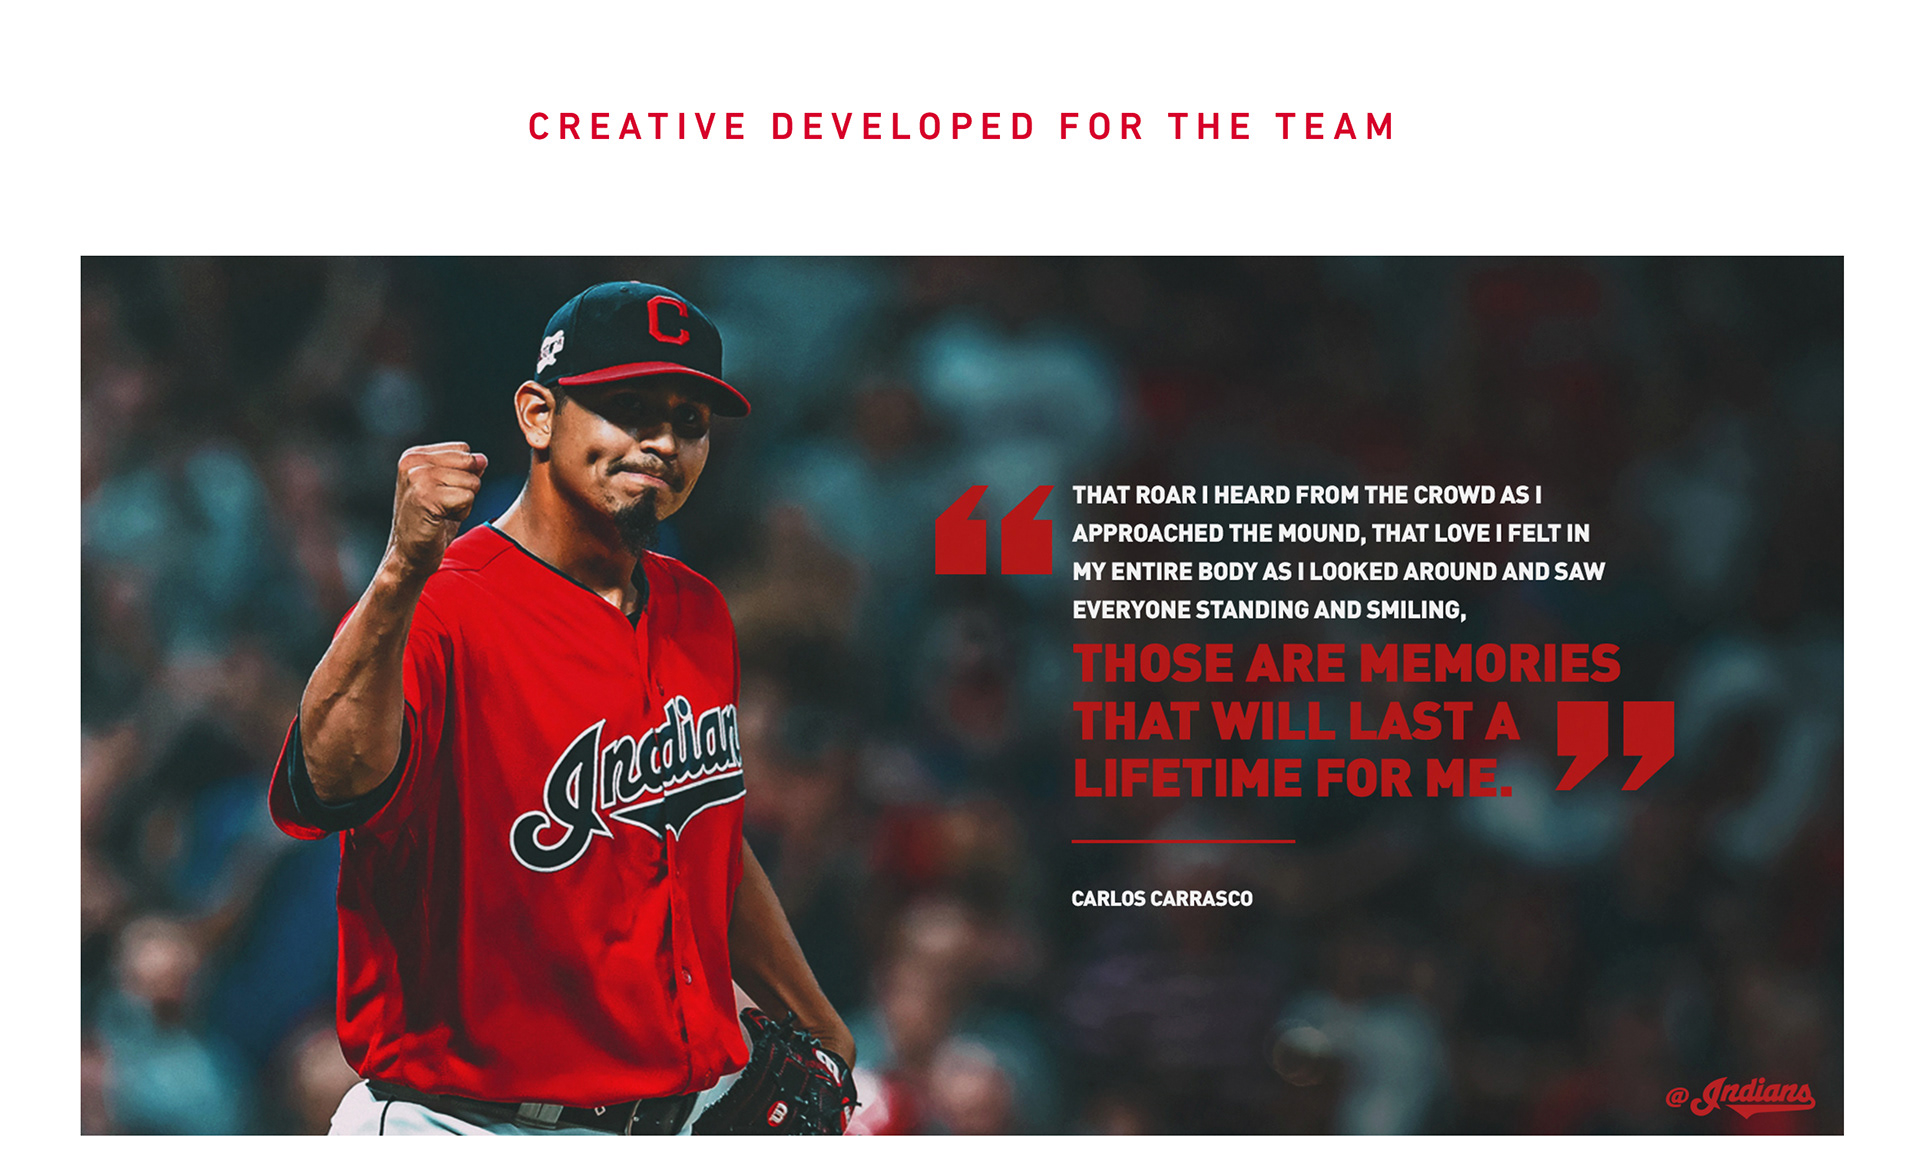 CREATIVE DEVELOPED FOR THE TEAM
C
“THAT ROAR I HEARD FROM THE CROWD AS I
APPROACHED THE MOUND, THAT LOVE I FELT IN
MY ENTIRE BODY AS I LOOKED AROUND AND SAW
EVERYONE STANDING AND SMILING,
THOSE ARE MEMORIES
THAT WILL LAST A
LIFETIME FOR ME.”
CARLOS CARRASCO
Indian
@Indians